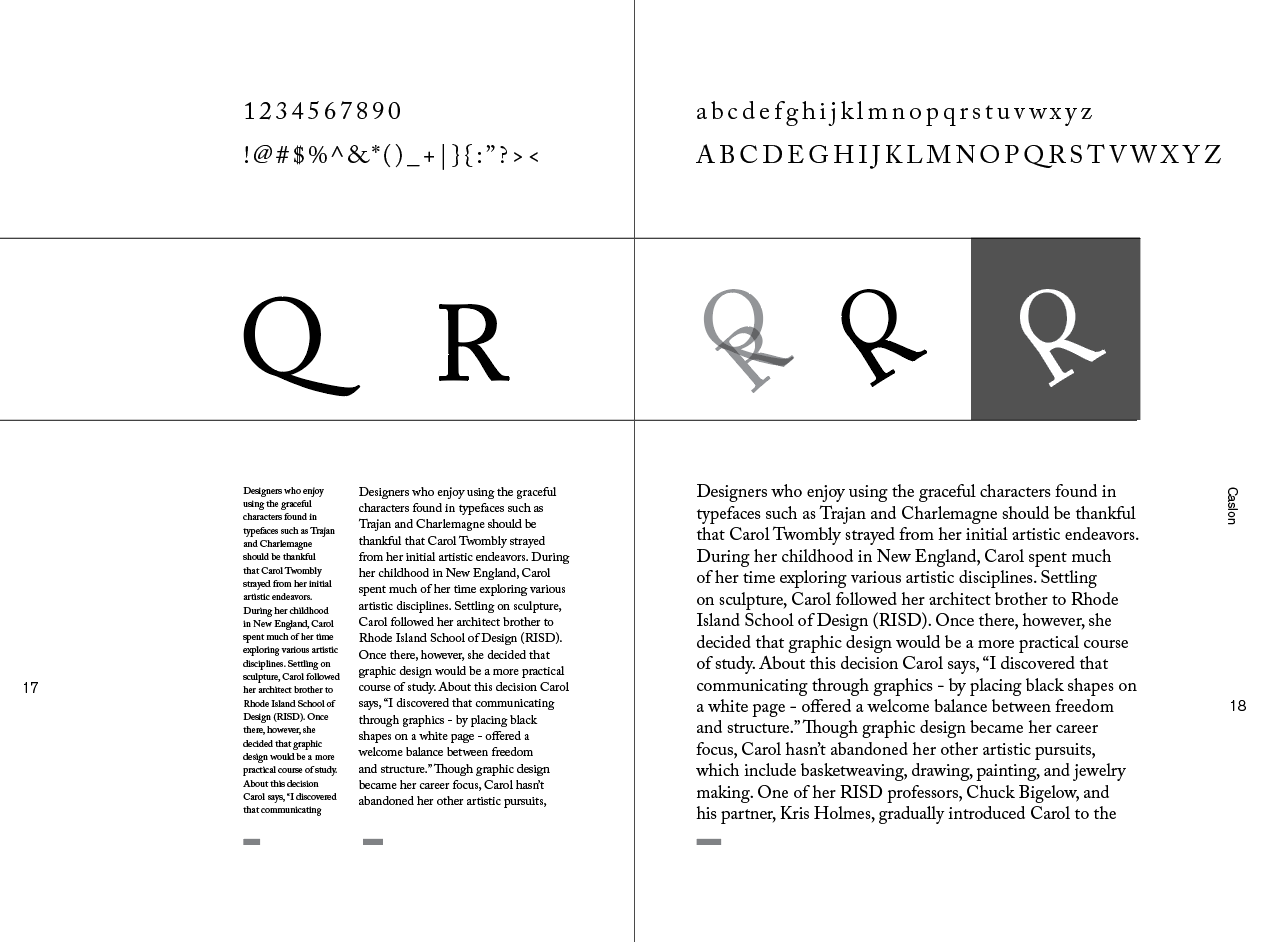 1234567890
!@#$%^&*()_+|}{:”?><
abcdefghijklmnopqrstuvwxyz
ABCDEGHIJKLMNOPQRSTVWXYZ
Q R
Q R
Q R
Q R
Designers who enjoy
using the graceful
characters found in
typefaces such as Trajan
and Charlemagne
should be thankful
that Carol Twombly
strayed from her initial
artistic endeavors.
During her childhood
in New England, Carol
spent much of her time
exploring various artistic
disciplines. Settling on
sculpture, Carol followed
her architect brother to
Rhode Island School of
Design (RISD). Once
there, however, she
decided that graphic
design would be a more
practical course of study.
About this decision
Carol says, “I discovered
that communicating
Designers who enjoy using the graceful
characters found in typefaces such as
Trajan and Charlemagne should be
thankful that Carol Twombly strayed
from her initial artistic endeavors. During
her childhood in New England, Carol
spent much of her time exploring various
artistic disciplines. Settling on sculpture,
Carol followed her architect brother to
Rhode Island School of Design (RISD).
Once there, however, she decided that
graphic design would be a more practical
course of study. About this decision Carol
says, “I discovered that communicating
through graphics - by placing black
shapes on a white page - offered a
welcome balance between freedom
and structure.” Though graphic design
became her career focus, Carol hasn’t
abandoned her other artistic pursuits,
17
Designers who enjoy using the graceful characters found in
typefaces such as Trajan and Charlemagne should be thankful
that Carol Twombly strayed from her initial artistic endeavors.
During her childhood in New England, Carol spent much
of her time exploring various artistic disciplines. Settling
on sculpture, Carol followed her architect brother to Rhode
Island School of Design (RISD). Once there, however, she
decided that graphic design would be a more practical course
of study. About this decision Carol says, “I discovered that
communicating through graphics - by placing black shapes on
a white page - offered a welcome balance between freedom
and structure.” Though graphic design became her career
focus, Carol hasn’t abandoned her other artistic pursuits,
which include basketweaving, drawing, painting, and jewelry
making. One of her RISD professors, Chuck Bigelow, and
his partner, Kris Holmes, gradually introduced Carol to the
Caslon
18